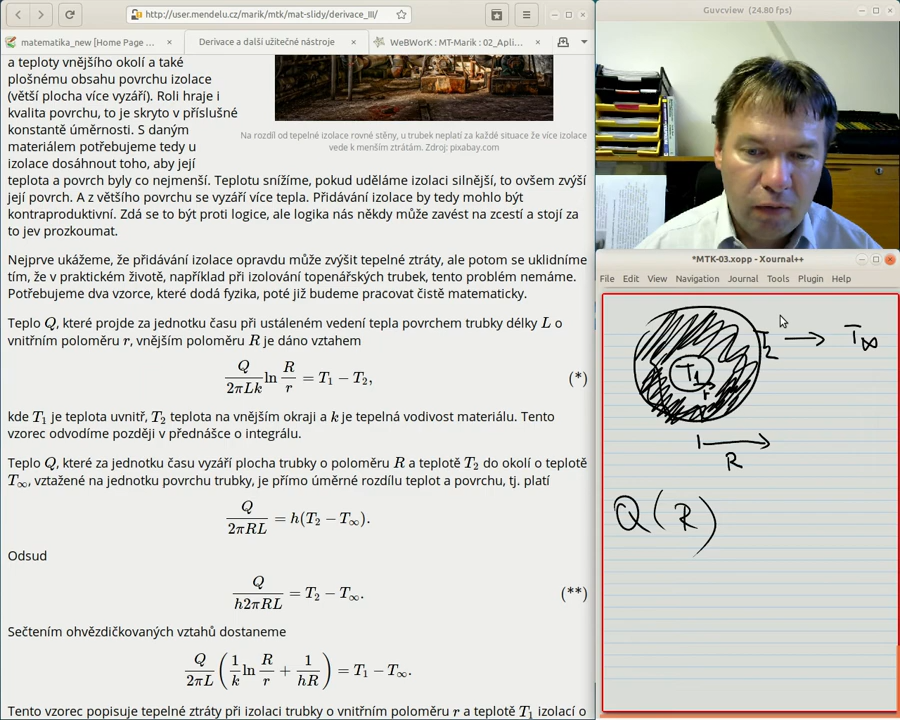 http://user.mendelu.cz/marik/mtk/mat-slidy/derivace_III/
matematika_new [Home Page ...
Derivace a další užitečné nástroje
WeBWorK : MT-Marik : 02_Apli...
a teploty vnějšího okolí a také
plošnému obsahu povrchu izolace
(větší plocha více vyzáří). Roli hraje i
kvalita povrchu, to je skryto v příslušné
konstantě úměrnosti. S daným
materiálem potřebujeme tedy u
izolace dosáhnout toho, aby její
teplota a povrch byly co nejmenší. Teplotu snížíme, pokud uděláme izolaci silnější, to ovšem zvýší
její povrch. A z většího povrchu se vyzáří více tepla. Přidávání izolace by tedy mohlo být
kontraproduktivní. Zdá se to být proti logice, ale logika nás někdy může zavést na zcestí a stojí za
to jev prozkoumat.
Na rozdíl od tepelné izolace rovné stěny, u trubek neplatí za každé situace že více izolace
vede k menším ztrátám. Zdroj: pixabay.com
Nejprve ukážeme, že přidávání izolace opravdu může zvýšit tepelné ztráty, ale potom se uklidníme
tím, že v praktickém životě, například při izolování topenářských trubek, tento problém nemáme.
Potřebujeme dva vzorce, které dodá fyzika, poté již budeme pracovat čistě matematicky.
Teplo Q, které projde za jednotku času při ustáleném vedení tepla povrchem trubky délky L o
vnitřním poloměru r, vnějším poloměru R je dáno vztahem
Q/(2πLk) ln R/r = T₁ − T₂, (*)
kde T₁ je teplota uvnitř, T₂ teplota na vnějším okraji a k je tepelná vodivost materiálu. Tento
vzorec odvodíme později v přednášce o integrálu.
Teplo Q, které za jednotku času vyzáří plocha trubky o poloměru R a teplotě T₂ do okolí o teplotě
T∞, vztažené na jednotku povrchu trubky, je přímo úměrné rozdílu teplot a povrchu, tj. platí
Q/(2πRL) = h(T₂ − T∞).
Odsud
Q/(h2πRL) = T₂ − T∞. (**)
Sečtením ohvězdičkovaných vztahů dostaneme
Q/(2πL) (1/k ln R/r + 1/(hR)) = T₁ − T∞.
Tento vzorec popisuje tepelné ztráty při izolaci trubky o vnitřním poloměru r a teplotě T₁ izolací o
Guvcview (24.80 fps)
*MTK-03.xopp - Xournal++
File Edit View Navigation Journal Tools Plugin Help
T₂ → T∞
T₁
r
R
Q(R)